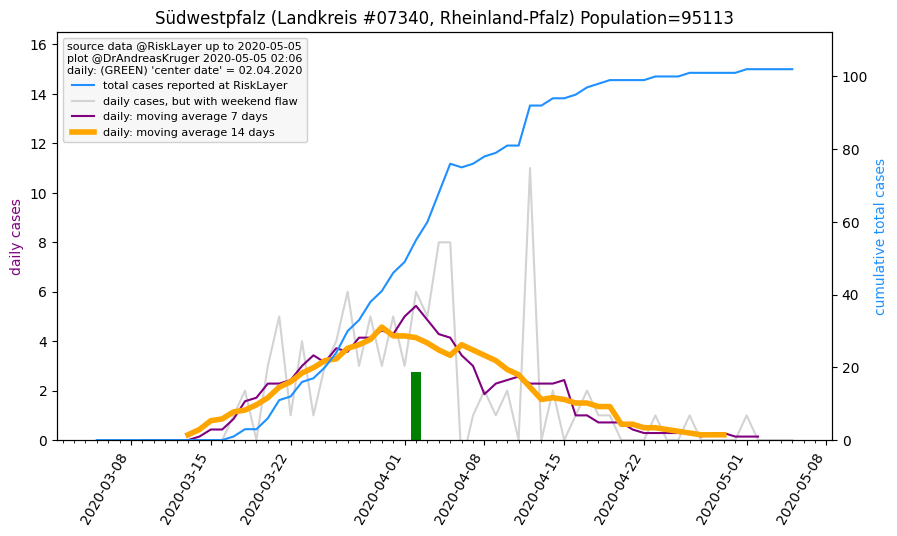 Südwestpfalz (Landkreis #07340, Rheinland-Pfalz) Population=95113
source data @RiskLayer up to 2020-05-05
plot @DrAndreasKruger 2020-05-05 02:06
daily: (GREEN) 'center date' = 02.04.2020
total cases reported at RiskLayer
daily cases, but with weekend flaw
daily: moving average 7 days
daily: moving average 14 days
daily cases
16
14
12
10
8
6
4
2
0
cumulative total cases
100
80
60
40
20
0
2020-03-08
2020-03-15
2020-03-22
2020-04-01
2020-04-08
2020-04-15
2020-04-22
2020-05-01
2020-05-08